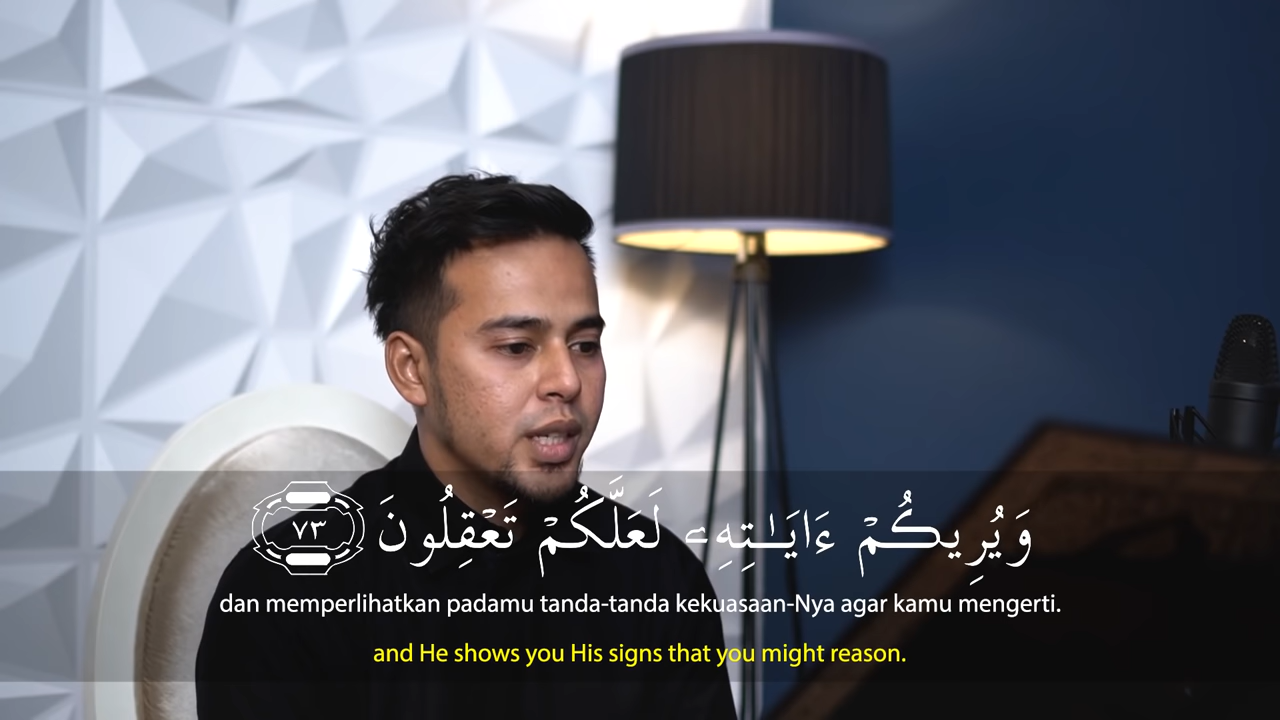 وَيُرِيكُمْ ءَايَـٰتِهِۦ لَعَلَّكُمْ تَعْقِلُونَ ٧٣
dan memperlihatkan padamu tanda-tanda kekuasaan-Nya agar kamu mengerti.
and He shows you His signs that you might reason.